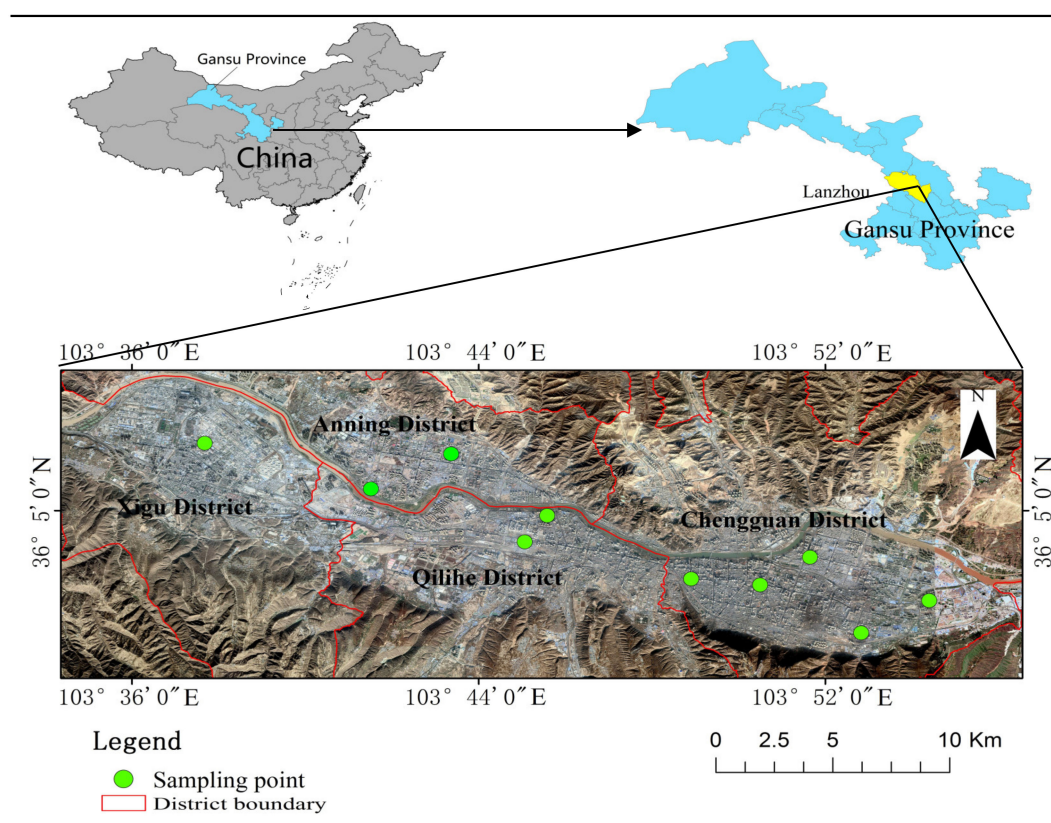 Gansu Province
China
Lanzhou
Gansu Province
103° 36′ 0″ E
103° 44′ 0″ E
103° 52′ 0″ E
N
Anning District
36° 5′ 0″ N
36° 5′ 0″ N
Xigu District
Chengguan District
Qilihe District
103° 36′ 0″ E
103° 44′ 0″ E
103° 52′ 0″ E
Legend
0 2.5 5 10 Km
Sampling point
District boundary